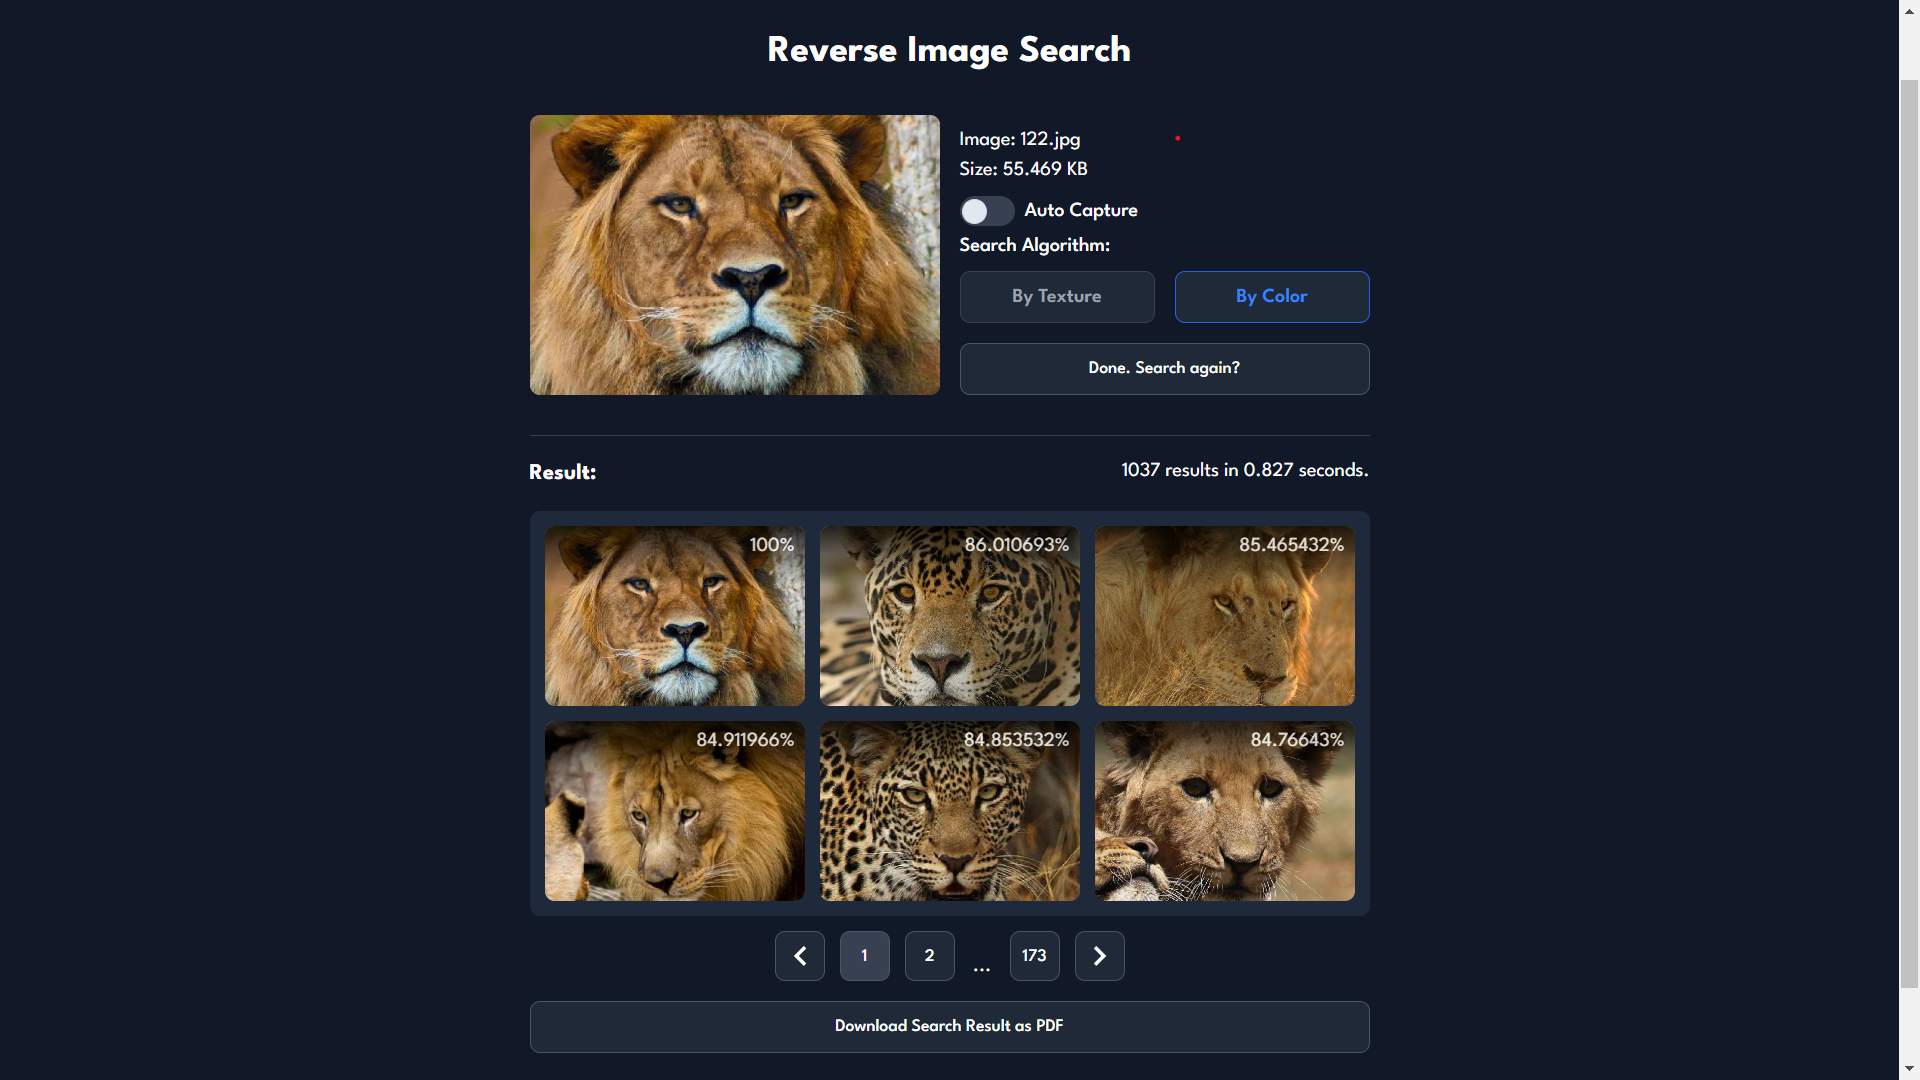 Reverse Image Search
Image: 122.jpg
Size: 55.469 KB
Auto Capture
Search Algorithm:
By Texture
By Color
Done. Search again?
Result:
1037 results in 0.827 seconds.
100%
86.010693%
85.465432%
84.911966%
84.853532%
84.76643%
1
2
...
173
Download Search Result as PDF